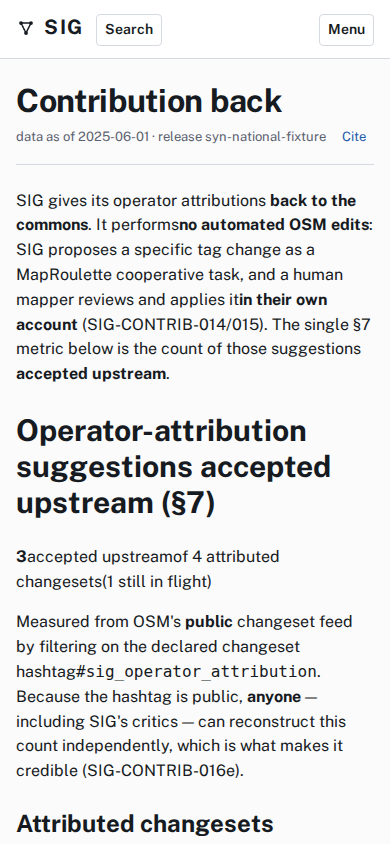 SIG
Search
Menu
Contribution back
data as of 2025-06-01 · release syn-national-fixture
Cite
SIG gives its operator attributions back to the
commons. It performsno automated OSM edits:
SIG proposes a specific tag change as a
MapRoulette cooperative task, and a human
mapper reviews and applies itin their own
account (SIG-CONTRIB-014/015). The single §7
metric below is the count of those suggestions
accepted upstream.
Operator-attribution
suggestions accepted
upstream (§7)
3accepted upstreamof 4 attributed
changesets(1 still in flight)
Measured from OSM's public changeset feed
by filtering on the declared changeset
hashtag#sig_operator_attribution.
Because the hashtag is public, anyone —
including SIG's critics — can reconstruct this
count independently, which is what makes it
credible (SIG-CONTRIB-016e).
Attributed changesets